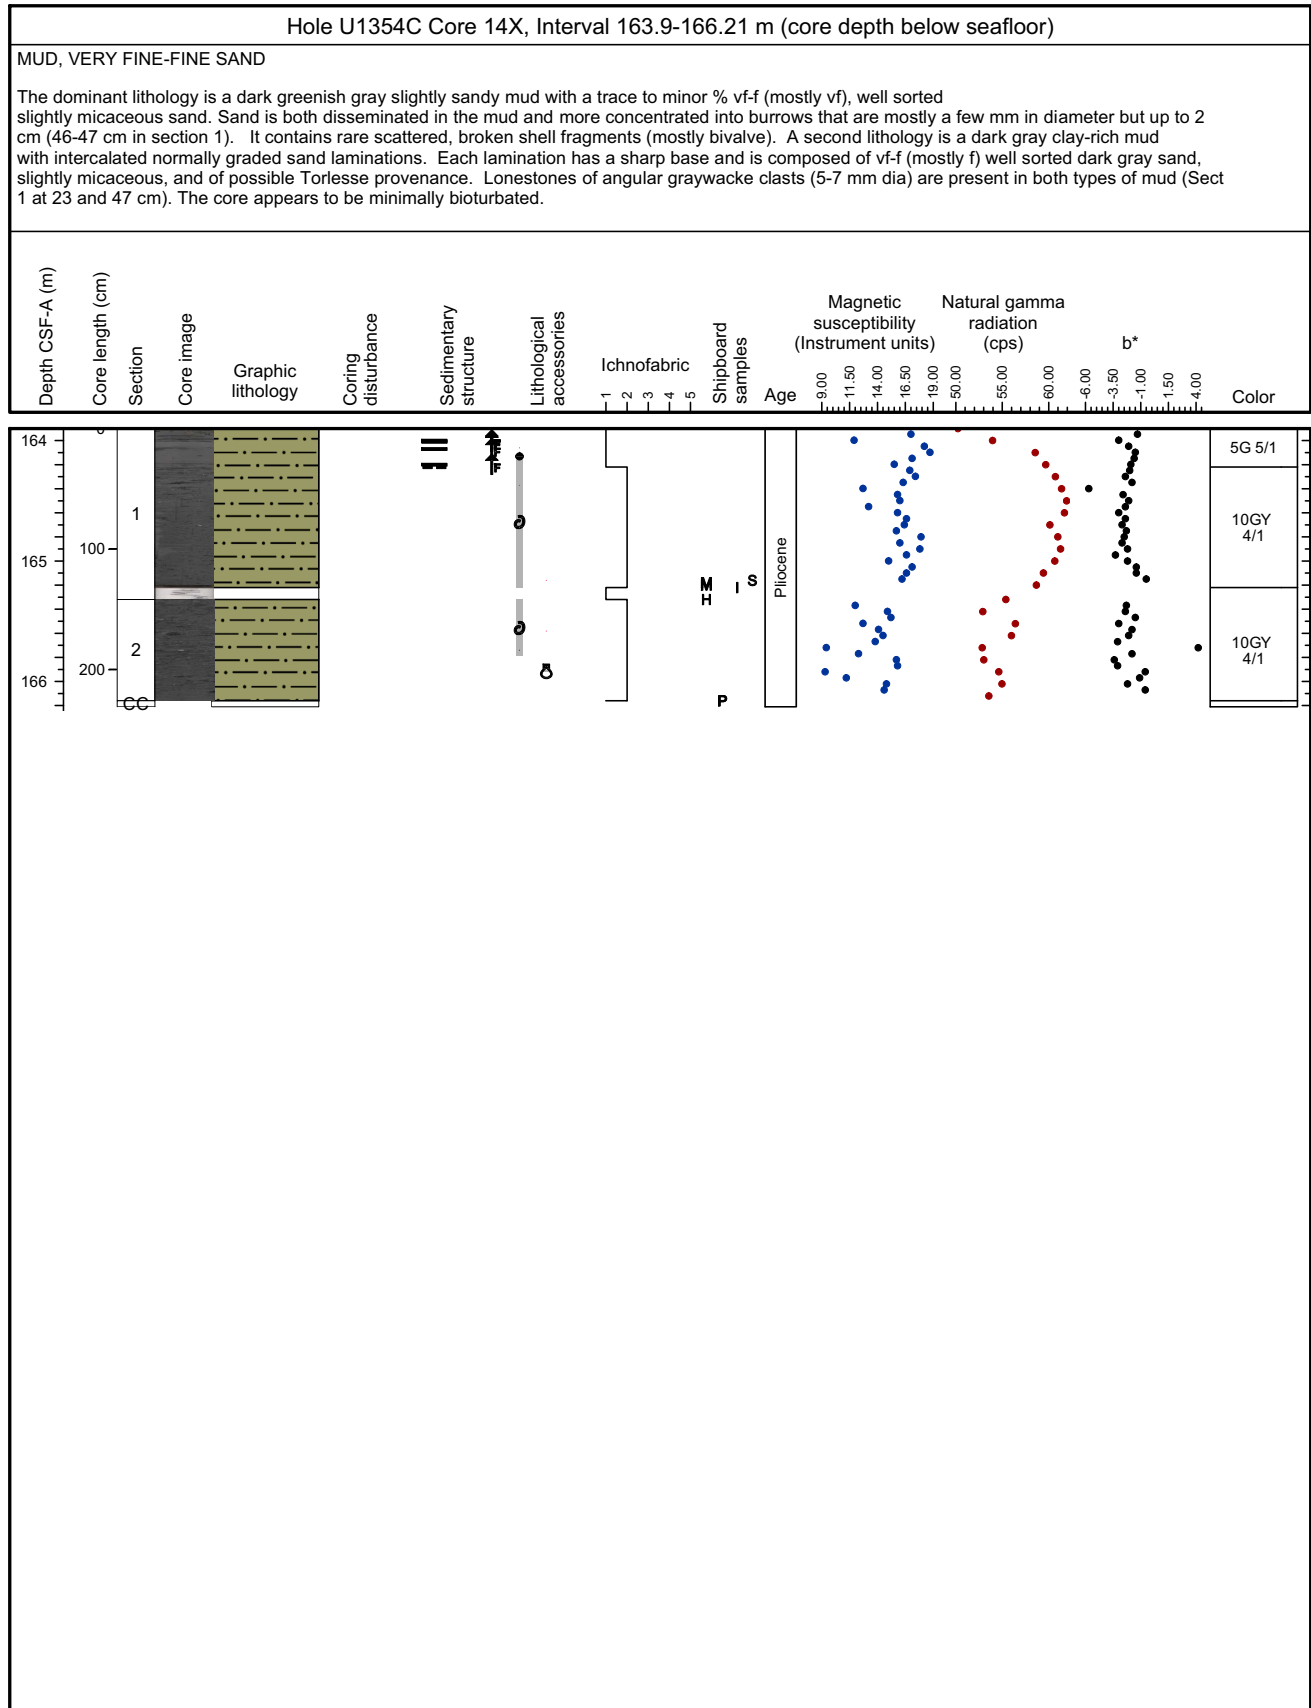 Hole U1354C Core 14X, Interval 163.9-166.21 m (core depth below seafloor)
MUD, VERY FINE-FINE SAND
The dominant lithology is a dark greenish gray slightly sandy mud with a trace to minor % vf-f (mostly vf), well sorted
slightly micaceous sand. Sand is both disseminated in the mud and more concentrated into burrows that are mostly a few mm in diameter but up to 2
cm (46-47 cm in section 1). It contains rare scattered, broken shell fragments (mostly bivalve). A second lithology is a dark gray clay-rich mud
with intercalated normally graded sand laminations. Each lamination has a sharp base and is composed of vf-f (mostly f) well sorted dark gray sand,
slightly micaceous, and of possible Torlesse provenance. Lonestones of angular graywacke clasts (5-7 mm dia) are present in both types of mud (Sect
1 at 23 and 47 cm). The core appears to be minimally bioturbated.
Depth CSF-A (m)
Core length (cm)
Section
Core image
Graphic
lithology
Coring
disturbance
Sedimentary
structure
Lithological
accessories
Ichnofabric
1 2 3 4 5
Shipboard
samples
Age
Magnetic
susceptibility
(Instrument units)
9.00 11.50 14.00 16.50 19.00
Natural gamma
radiation
(cps)
50.00 55.00 60.00
b*
-6.00 -3.50 -1.00 1.50 4.00
Color
164
165
166
0
100
200
1
2
CC
F
F
F
M
H
I
S
P
Pliocene
5G 5/1
10GY
4/1
10GY
4/1